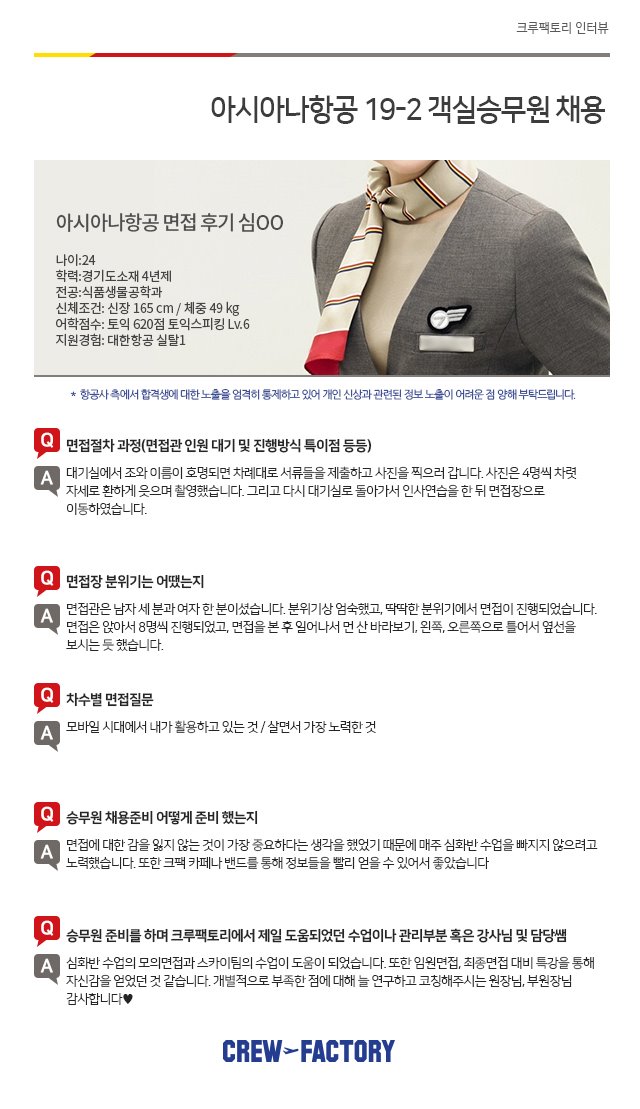 크루팩토리 인터뷰
아시아나항공 19-2 객실승무원 채용
아시아나항공 면접 후기 심OO
나이:24
학력:경기도소재 4년제
전공:식품생물공학과
신체조건: 신장 165 cm / 체중 49 kg
어학점수: 토익 620점 토익스피킹 Lv.6
지원경험: 대한항공 실탈1
* 항공사 측에서 합격생에 대한 노출을 엄격히 통제하고 있어 개인 신상과 관련된 정보 노출이 어려운 점 양해 부탁드립니다.
Q 면접절차 과정(면접관 인원 대기 및 진행방식 특이점 등등)
A 대기실에서 조와 이름이 호명되면 차례대로 서류들을 제출하고 사진을 찍으러 갑니다. 사진은 4명씩 차렷
자세로 환하게 웃으며 촬영했습니다. 그리고 다시 대기실로 돌아가서 인사연습을 한 뒤 면접장으로
이동하였습니다.
Q 면접장 분위기는 어땠는지
A 면접관은 남자 세 분과 여자 한 분이셨습니다. 분위기상 엄숙했고, 딱딱한 분위기에서 면접이 진행되었습니다.
면접은 앉아서 8명씩 진행되었고, 면접을 본 후 일어나서 먼 산 바라보기, 왼쪽, 오른쪽으로 틀어서 옆선을
보시는 듯 했습니다.
Q 차수별 면접질문
A 모바일 시대에서 내가 활용하고 있는 것 / 살면서 가장 노력한 것
Q 승무원 채용준비 어떻게 준비 했는지
A 면접에 대한 감을 잃지 않는 것이 가장 중요하다는 생각을 했었기 때문에 매주 심화반 수업을 빠지지 않으려고
노력했습니다. 또한 크팩 카페나 밴드를 통해 정보들을 빨리 얻을 수 있어서 좋았습니다
Q 승무원 준비를 하며 크루팩토리에서 제일 도움되었던 수업이나 관리부분 혹은 강사님 및 담당쌤
A 심화반 수업의 모의면접과 스카이팀의 수업이 도움이 되었습니다. 또한 임원면접, 최종면접 대비 특강을 통해
자신감을 얻었던 것 같습니다. 개별적으로 부족한 점에 대해 늘 연구하고 코칭해주시는 원장님, 부원장님
감사합니다♥
CREW FACTORY